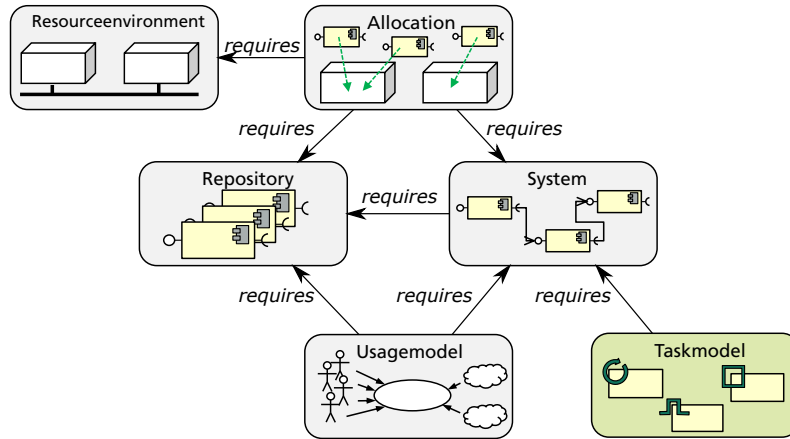 Resourceenvironment
Allocation
requires
requires
requires
Repository
System
requires
requires
requires
requires
Usagemodel
Taskmodel